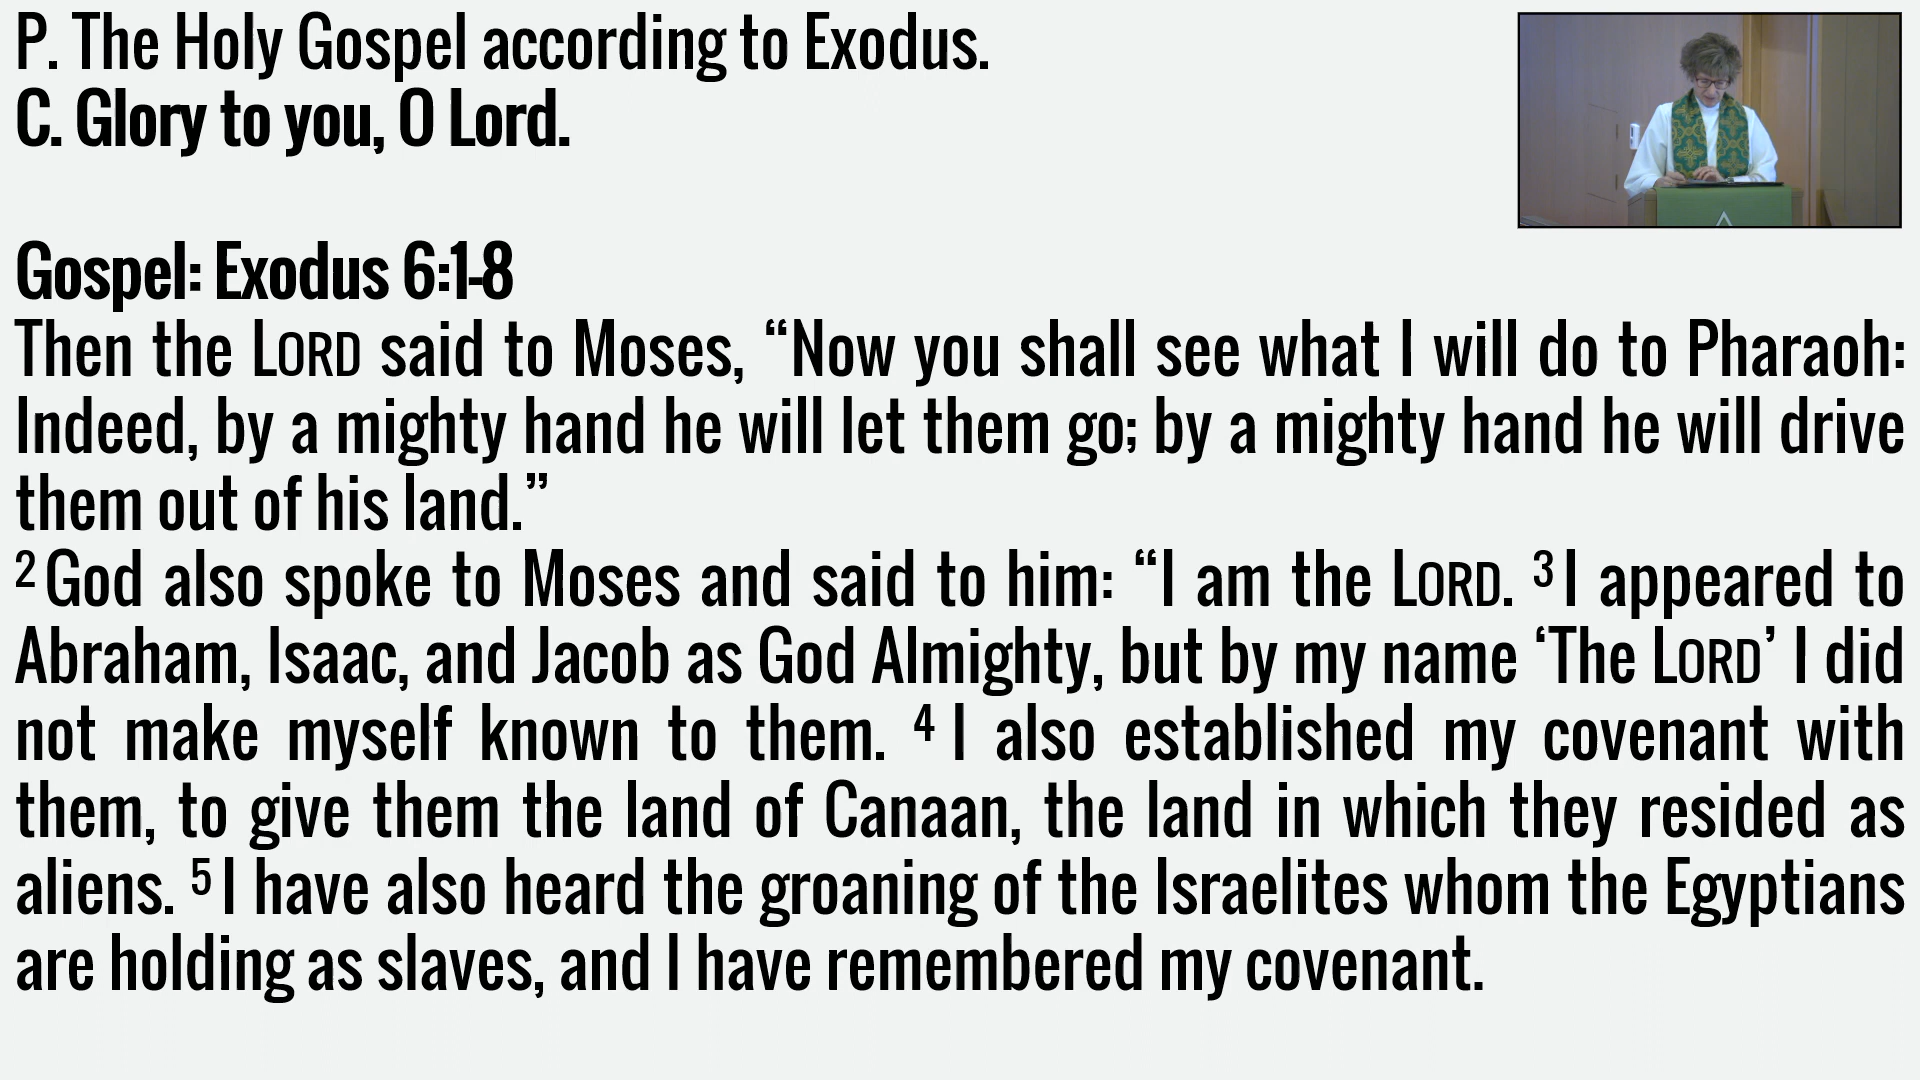 P. The Holy Gospel according to Exodus.
C. Glory to you, O Lord.
Gospel: Exodus 6:1-8
Then the LORD said to Moses, “Now you shall see what I will do to Pharaoh:
Indeed, by a mighty hand he will let them go; by a mighty hand he will drive
them out of his land.”
2 God also spoke to Moses and said to him: “I am the LORD. 3 I appeared to
Abraham, Isaac, and Jacob as God Almighty, but by my name ‘The LORD’ I did
not make myself known to them. 4 I also established my covenant with
them, to give them the land of Canaan, the land in which they resided as
aliens. 5 I have also heard the groaning of the Israelites whom the Egyptians
are holding as slaves, and I have remembered my covenant.